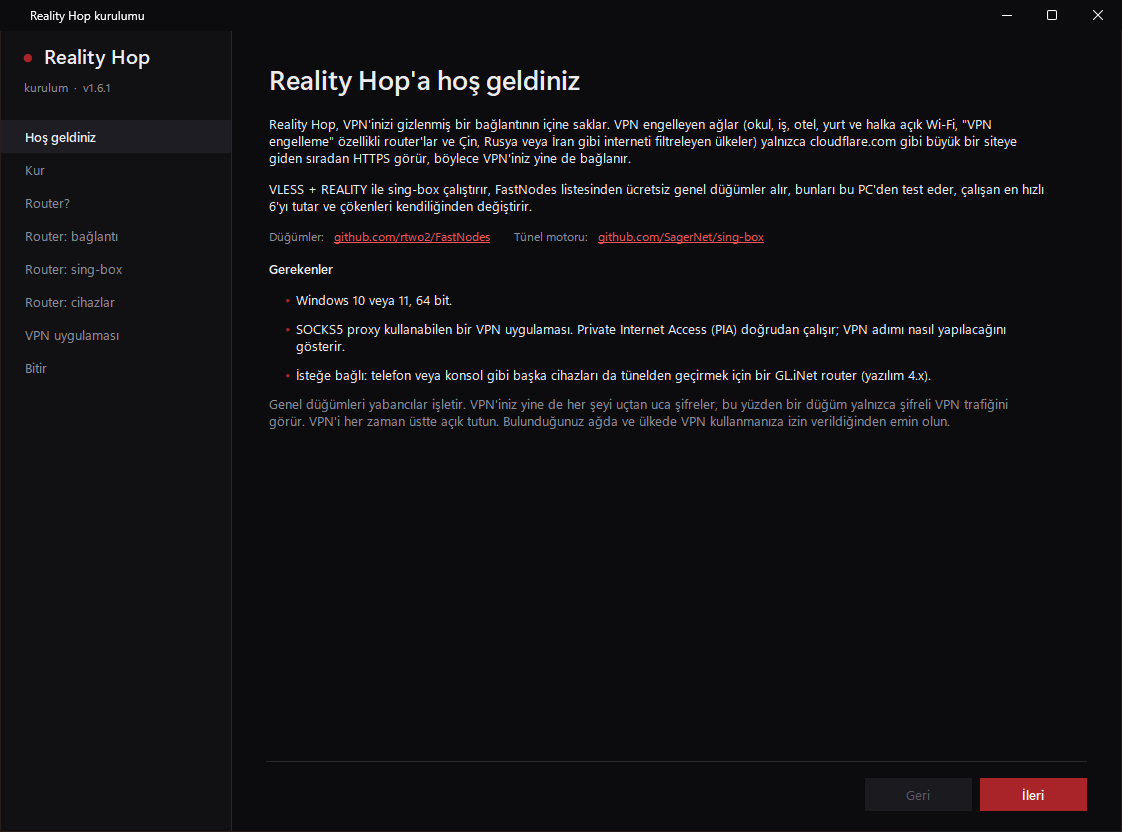 Reality Hop kurulumu
Reality Hop
kurulum · v1.6.1
Hoş geldiniz
Kur
Router?
Router: bağlantı
Router: sing-box
Router: cihazlar
VPN uygulaması
Bitir
Reality Hop'a hoş geldiniz
Reality Hop, VPN'inizi gizlenmiş bir bağlantının içine saklar. VPN engelleyen ağlar (okul, iş, otel, yurt ve halka açık Wi-Fi, "VPN
engelleme" özellikli router'lar ve Çin, Rusya veya İran gibi interneti filtreleyen ülkeler) yalnızca cloudflare.com gibi büyük bir siteye
giden sıradan HTTPS görür, böylece VPN'iniz yine de bağlanır.
VLESS + REALITY ile sing-box çalıştırır, FastNodes listesinden ücretsiz genel düğümler alır, bunları bu PC'den test eder, çalışan en hızlı
6'yı tutar ve çökenleri kendiliğinden değiştirir.
Düğümler: github.com/rtwo2/FastNodes Tünel motoru: github.com/SagerNet/sing-box
Gerekenler
• Windows 10 veya 11, 64 bit.
• SOCKS5 proxy kullanabilen bir VPN uygulaması. Private Internet Access (PIA) doğrudan çalışır; VPN adımı nasıl yapılacağını
gösterir.
• İsteğe bağlı: telefon veya konsol gibi başka cihazları da tünelden geçirmek için bir GL.iNet router (yazılım 4.x).
Genel düğümleri yabancılar işletir. VPN'iniz yine de her şeyi uçtan uca şifreler, bu yüzden bir düğüm yalnızca şifreli VPN trafiğini
görür. VPN'i her zaman üstte açık tutun. Bulunduğunuz ağda ve ülkede VPN kullanmanıza izin verildiğinden emin olun.
Geri
İleri